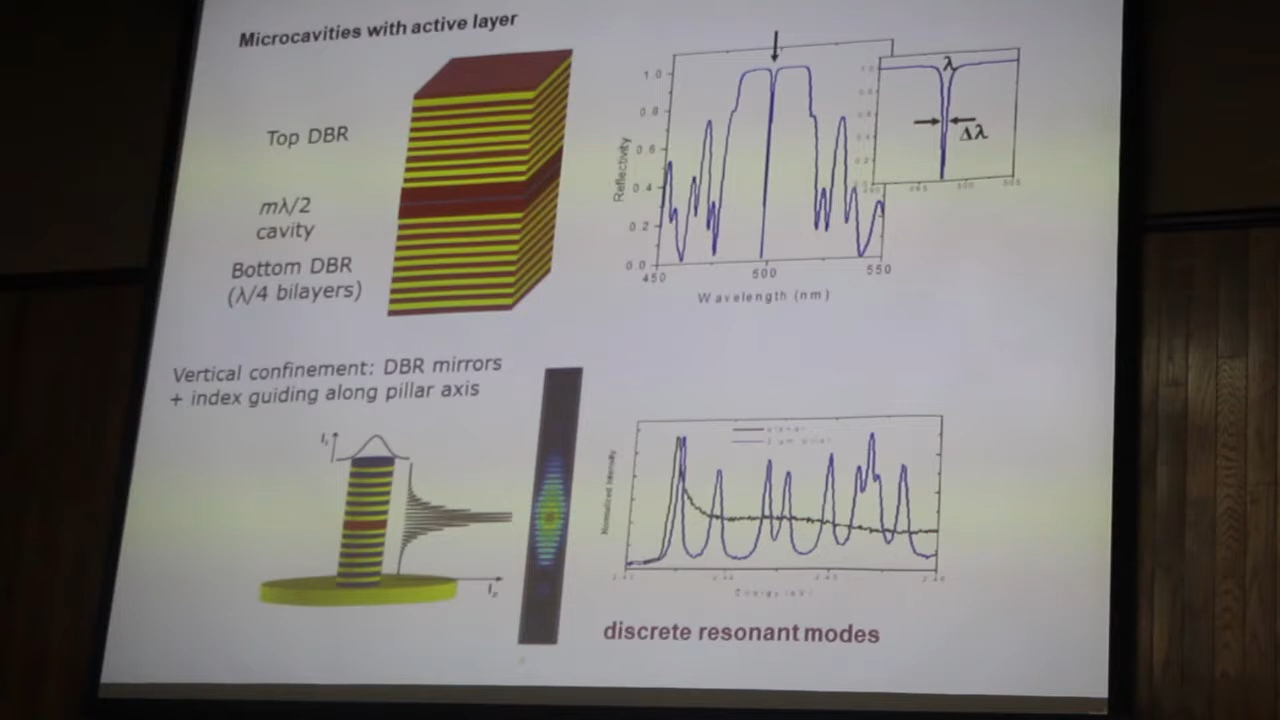 Microcavities with active layer
Top DBR
mλ/2
cavity
Bottom DBR
(λ/4 bilayers)
Reflectivity
1.0
0.8
0.6
0.4
0.2
0.0
450
500
550
Wavelength (nm)
λ
Δλ
Vertical confinement: DBR mirrors
+ index guiding along pillar axis
Normalized Intensity
discrete resonant modes